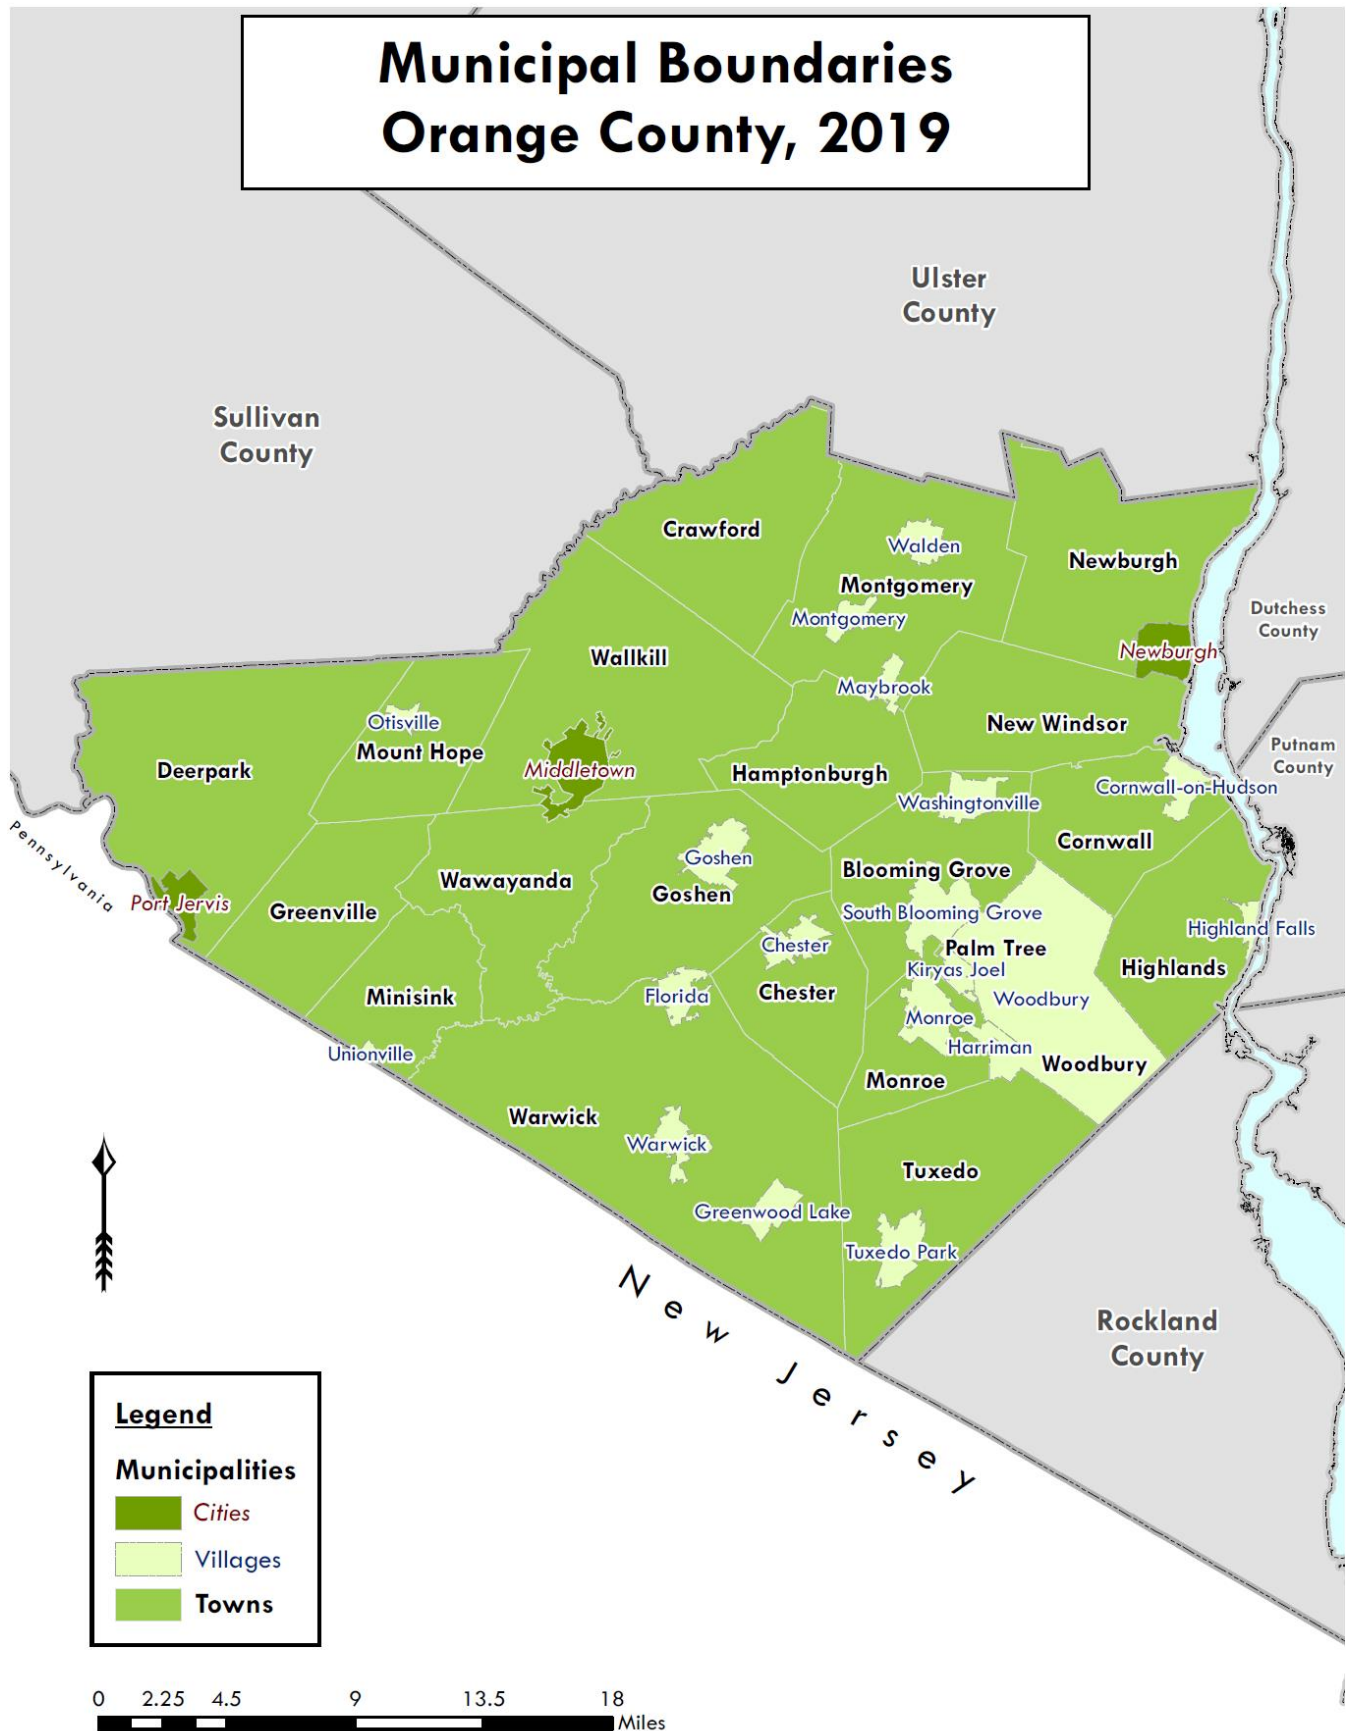 Municipal Boundaries
Orange County, 2019
Ulster
County
Sullivan
County
Crawford
Walden
Newburgh
Montgomery
Montgomery
Dutchess
County
Newburgh
Wallkill
Maybrook
Otisville
New Windsor
Mount Hope
Putnam
County
Deerpark
Middletown
Hamptonburgh
Cornwall-on-Hudson
Washingtonville
Pennsylvania
Cornwall
Goshen
Blooming Grove
Wawayanda
Goshen
Port Jervis
Greenville
South Blooming Grove
Highland Falls
Chester
Palm Tree
Kiryas Joel
Highlands
Minisink
Florida
Chester
Woodbury
Monroe
Unionville
Harriman
Woodbury
Monroe
Warwick
Warwick
Tuxedo
Greenwood Lake
Tuxedo Park
New Jersey
Rockland
County
Legend
Municipalities
Cities
Villages
Towns
0 2.25 4.5 9 13.5 18
Miles